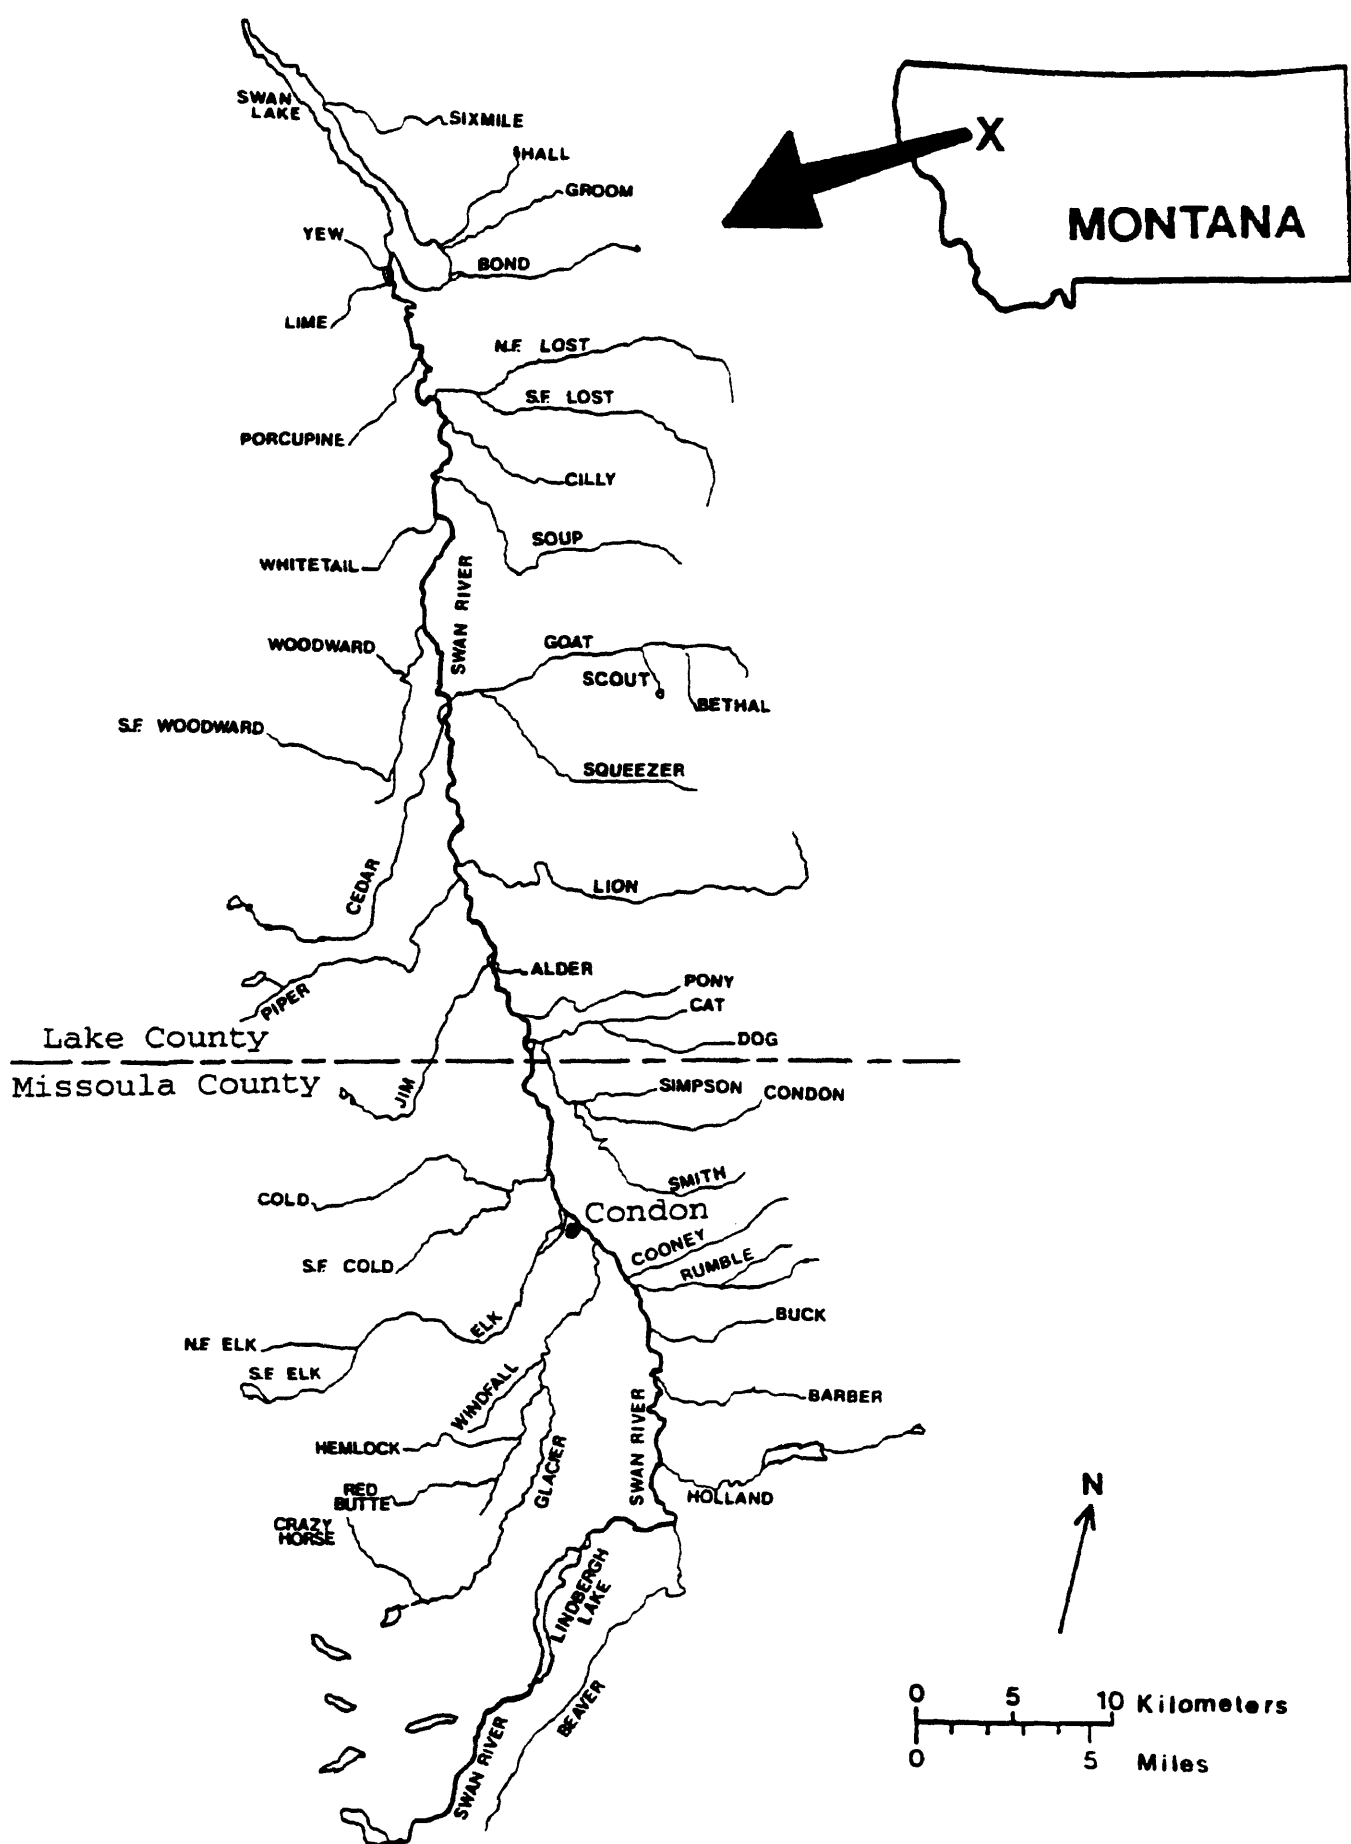 SWAN
LAKE
SIXMILE
HALL
GROOM
X
MONTANA
YEW
BOND
LIME
N.F. LOST
S.F. LOST
PORCUPINE
CILLY
SOUP
WHITETAIL
SWAN RIVER
WOODWARD
GOAT
SCOUT
BETHAL
S.F. WOODWARD
SQUEEZER
CEDAR
LION
ALDER
PONY
CAT
PIPER
DOG
Lake County
Missoula County
JIM
SIMPSON
CONDON
SMITH
COLD
Condon
S.F. COLD
COONEY
RUMBLE
ELK
BUCK
N.F. ELK
S.F. ELK
WINDFALL
BARBER
SWAN RIVER
HEMLOCK
GLACIER
RED
BUTTE
HOLLAND
CRAZY
HORSE
N
LINDBERGH
LAKE
BEAVER
SWAN RIVER
0 5 10 Kilometers
0 5 Miles